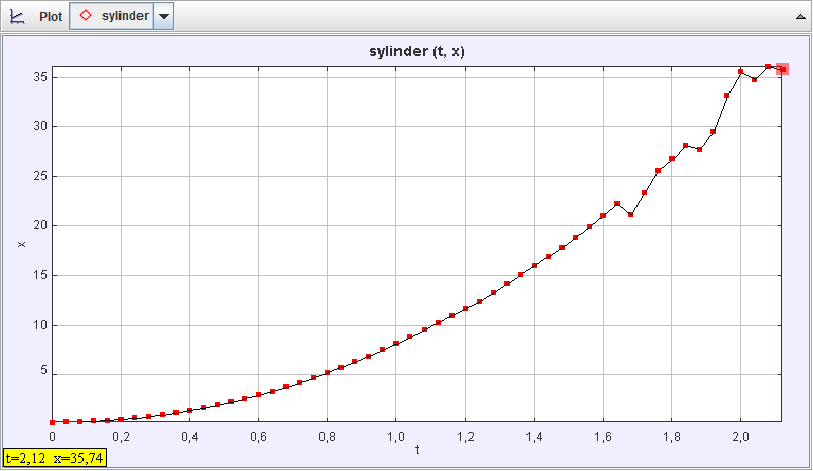 Plot sylinder
sylinder (t, x)
35
30
25
20
15
10
5
x
0 0,2 0,4 0,6 0,8 1,0 1,2 1,4 1,6 1,8 2,0
t
t=2,12 x=35,74